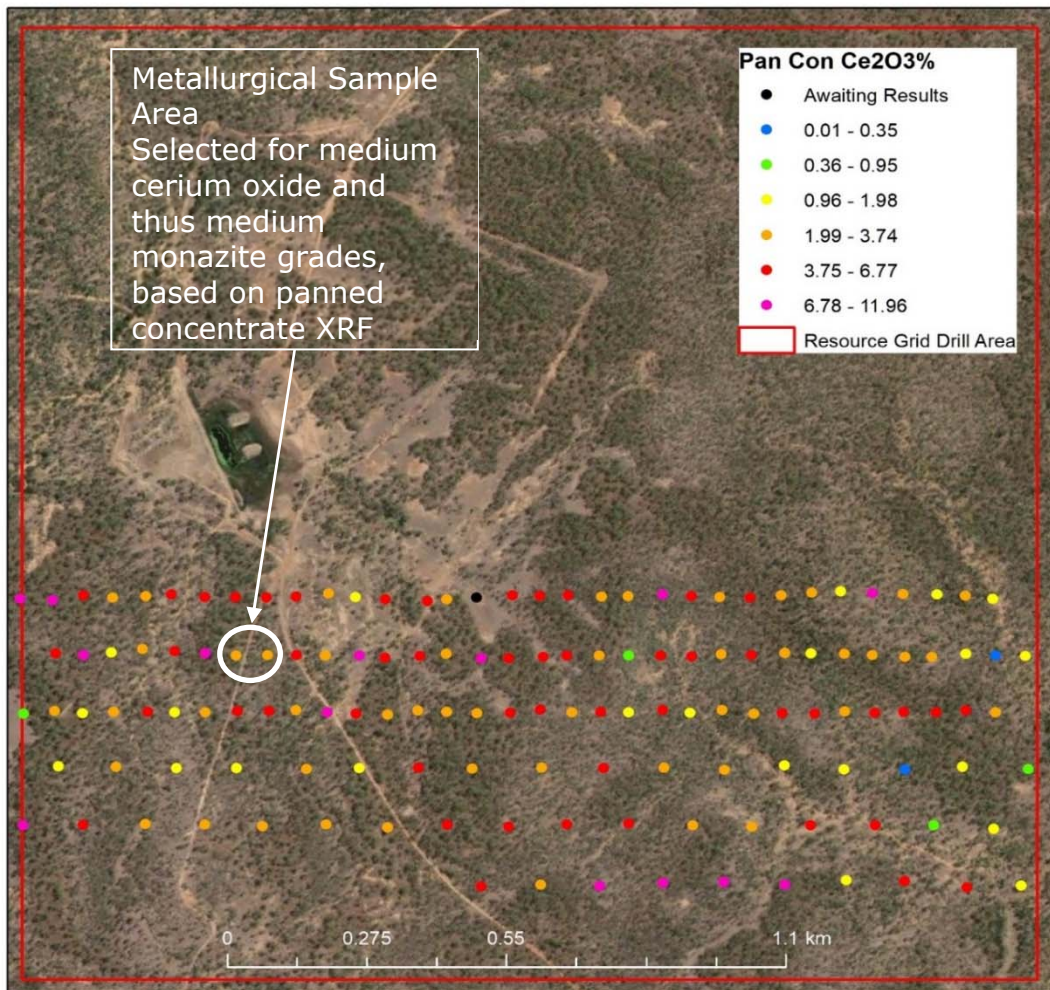 Metallurgical Sample
Area
Selected for medium
cerium oxide and
thus medium
monazite grades,
based on panned
concentrate XRF
Pan Con Ce2O3%
Awaiting Results
0.01 - 0.35
0.36 - 0.95
0.96 - 1.98
1.99 - 3.74
3.75 - 6.77
6.78 - 11.96
Resource Grid Drill Area
0 0.275 0.55 1.1 km